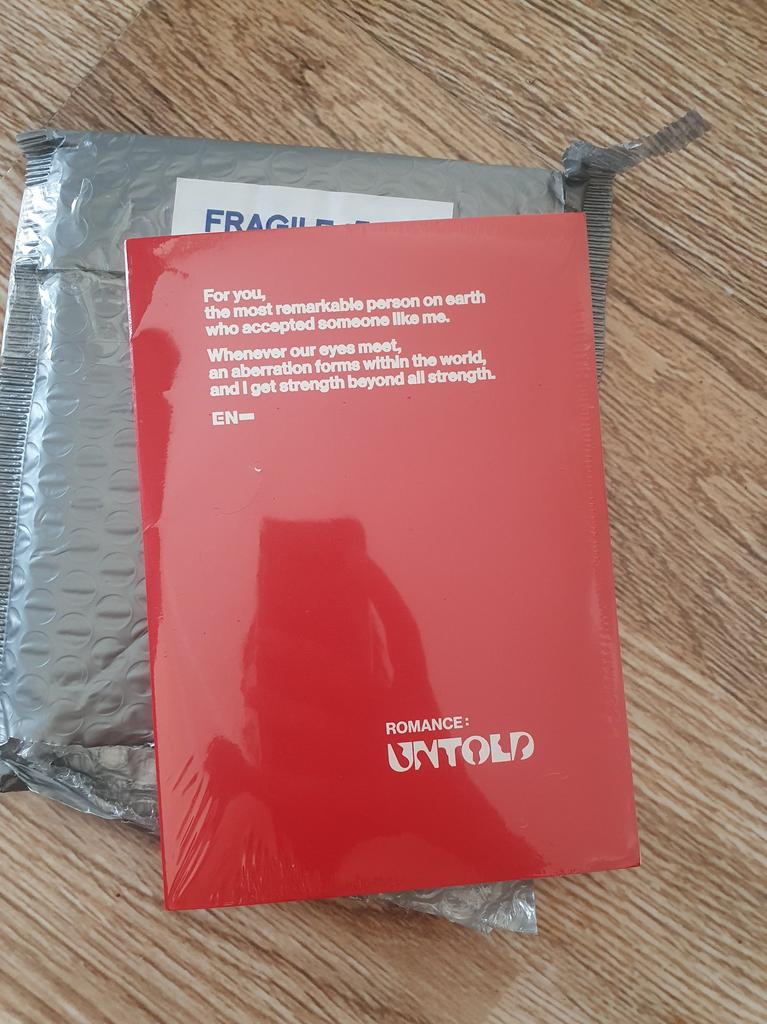 FRAGILE
For you,
the most remarkable person on earth
who accepted someone like me.
Whenever our eyes meet,
an aberration forms within the world,
and I get strength beyond all strength.
EN–
ROMANCE:
UNTOLD